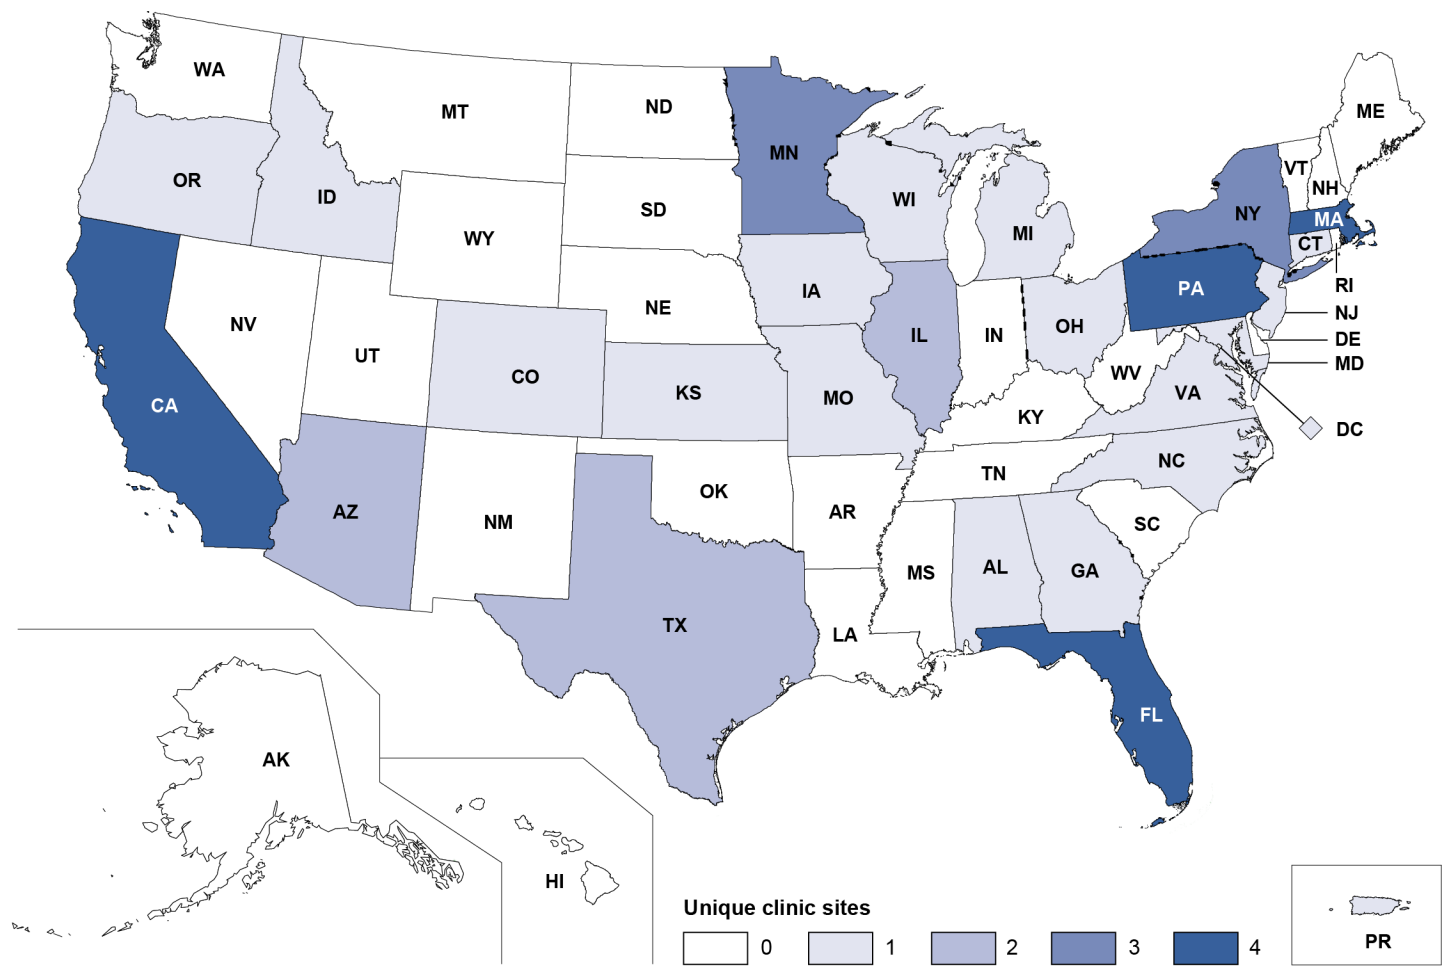 WA
MT
ND
MN
ME
VT
NH
OR
ID
SD
WI
NY
MA
MI
CT
WY
IA
PA
RI
NE
NJ
NV
UT
IL
IN
OH
DE
MD
CO
KS
MO
WV
VA
CA
KY
DC
NC
TN
OK
AZ
NM
AR
SC
MS
AL
GA
TX
LA
FL
AK
HI
Unique clinic sites
0 1 2 3 4
PR